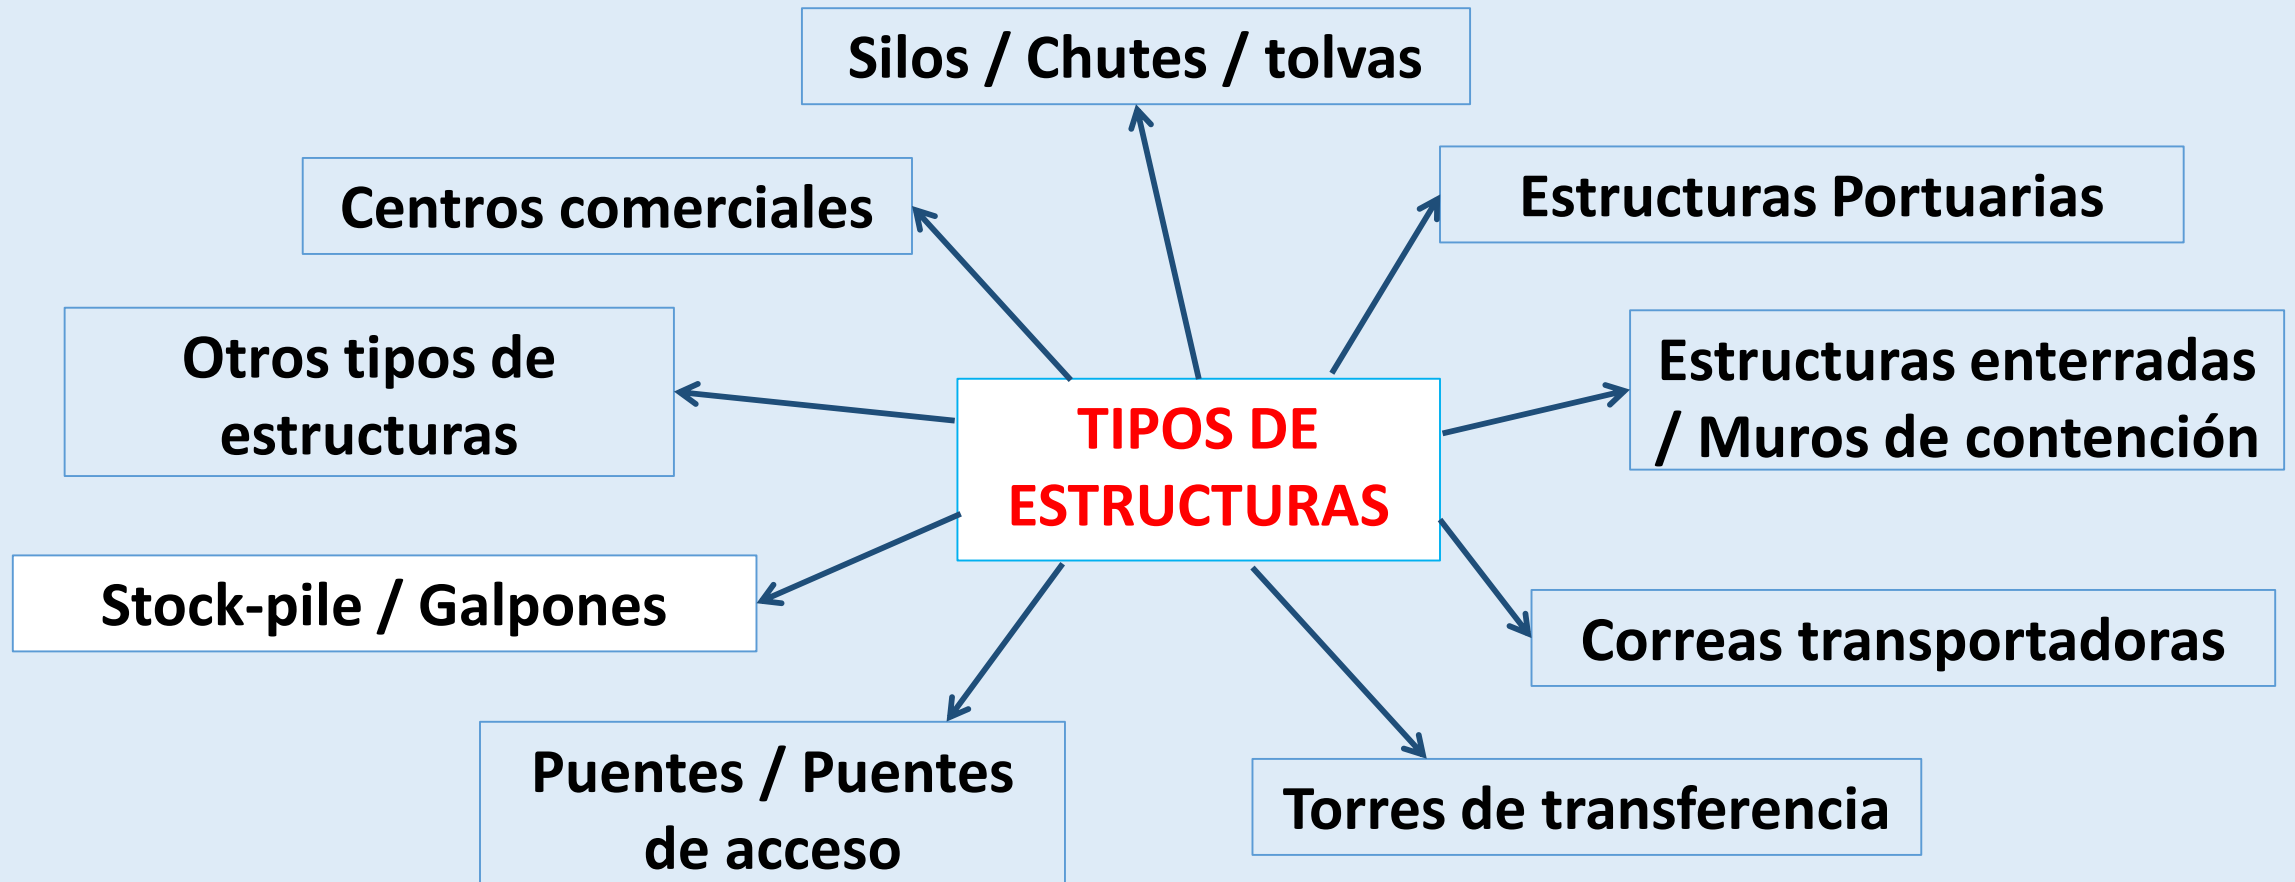 Silos / Chutes / tolvas
Centros comerciales
Estructuras Portuarias
Otros tipos de
estructuras
Estructuras enterradas
/ Muros de contención
TIPOS DE
ESTRUCTURAS
Stock-pile / Galpones
Correas transportadoras
Puentes / Puentes
de acceso
Torres de transferencia